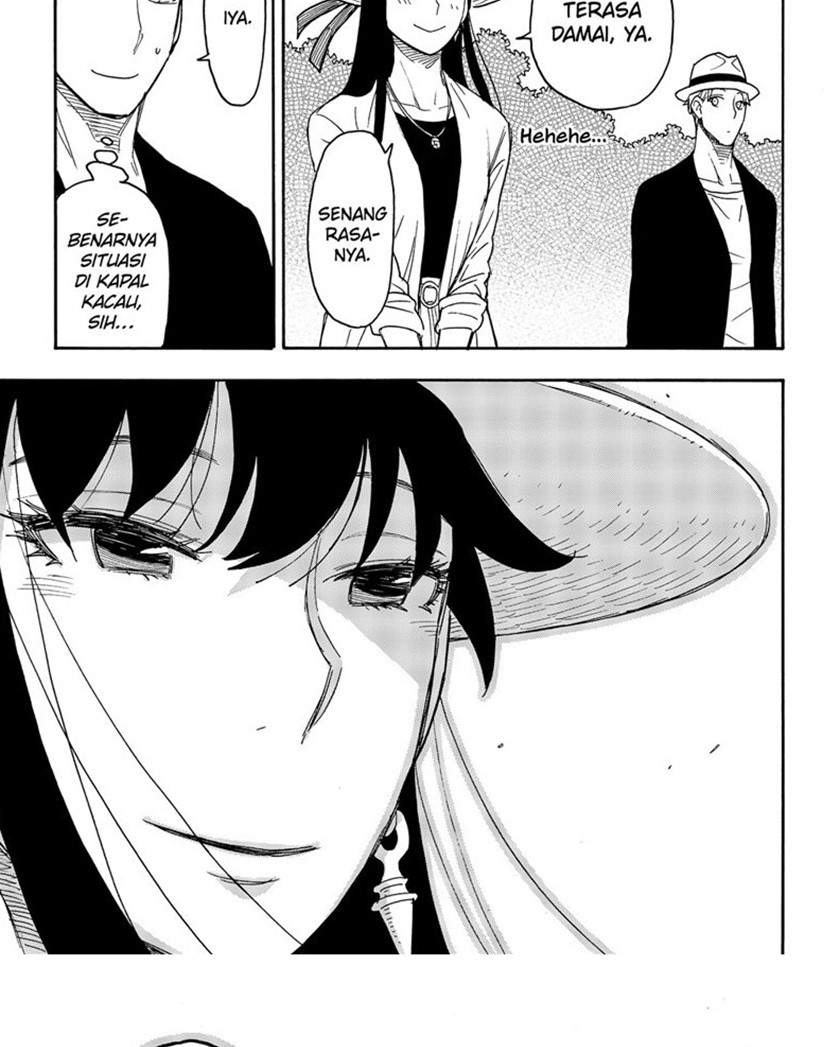 TERASA
DAMAI, YA.
Hehehe...
SENANG
RASA-
NYA.
IYA.
SE-
BENARNYA
SITUASI
DI KAPAL
KACAU,
SIH...